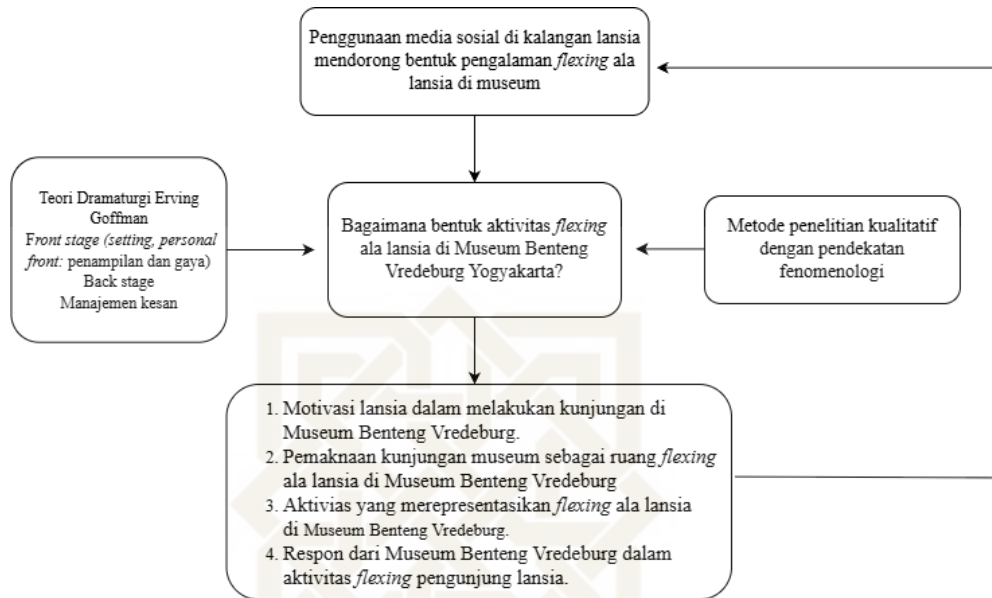 Penggunaan media sosial di kalangan lansia
mendorong bentuk pengalaman flexing ala
lansia di museum
Teori Dramaturgi Erving
Goffman
Front stage (setting, personal
front: penampilan dan gaya)
Back stage
Manajemen kesan
Bagaimana bentuk aktivitas flexing
ala lansia di Museum Benteng
Vredeburg Yogyakarta?
Metode penelitian kualitatif
dengan pendekatan
fenomenologi
1. Motivasi lansia dalam melakukan kunjungan di
Museum Benteng Vredeburg.
2. Pemaknaan kunjungan museum sebagai ruang flexing
ala lansia di Museum Benteng Vredeburg
3. Aktivias yang merepresentasikan flexing ala lansia
di Museum Benteng Vredeburg.
4. Respon dari Museum Benteng Vredeburg dalam
aktivitas flexing pengunjung lansia.